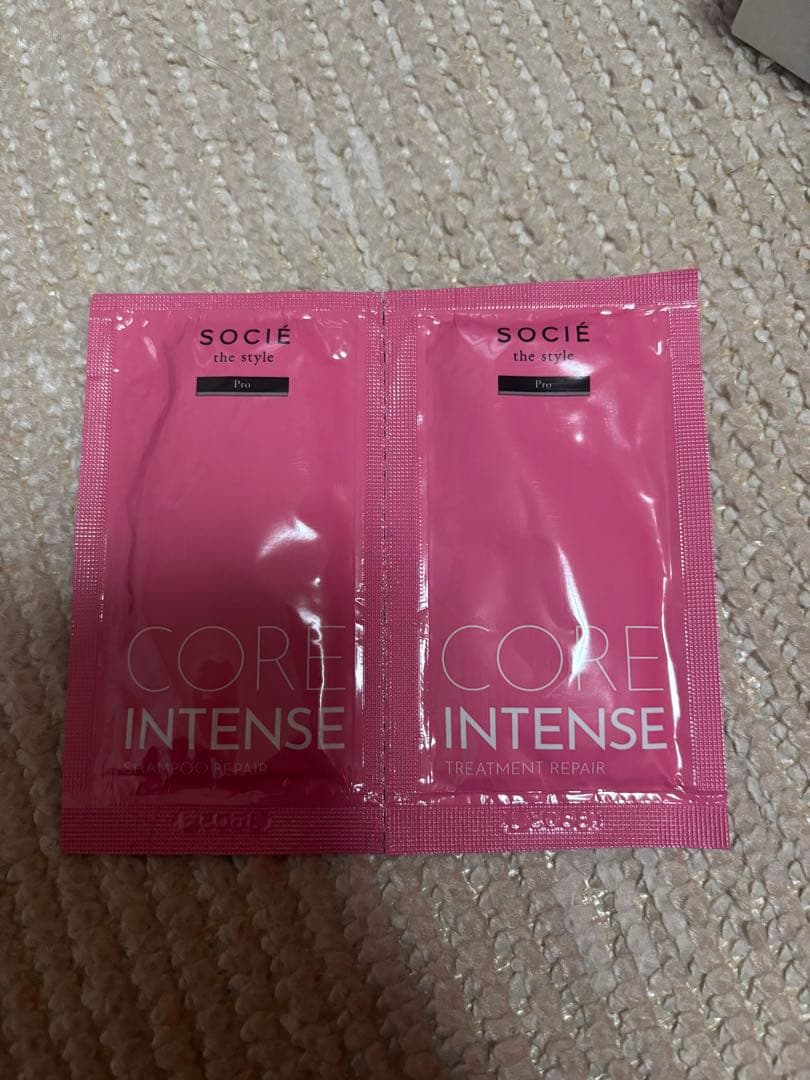 SOCIÉ
the style
Pro
CORE
INTENSE
SHAMPOO REPAIR
SOCIÉ
the style
Pro
CORE
INTENSE
TREATMENT REPAIR